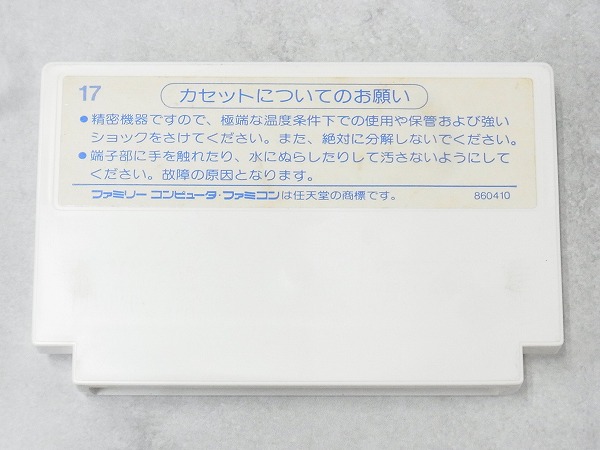 17 カセットについてのお願い
●精密機器ですので、極端な温度条件下での使用や保管および強い
ショックをさけてください。また、絶対に分解しないでください。
●端子部に手を触れたり、水にぬらしたりして汚さないようにして
ください。故障の原因となります。
ファミリー コンピュータ・ファミコンは任天堂の商標です。 860410